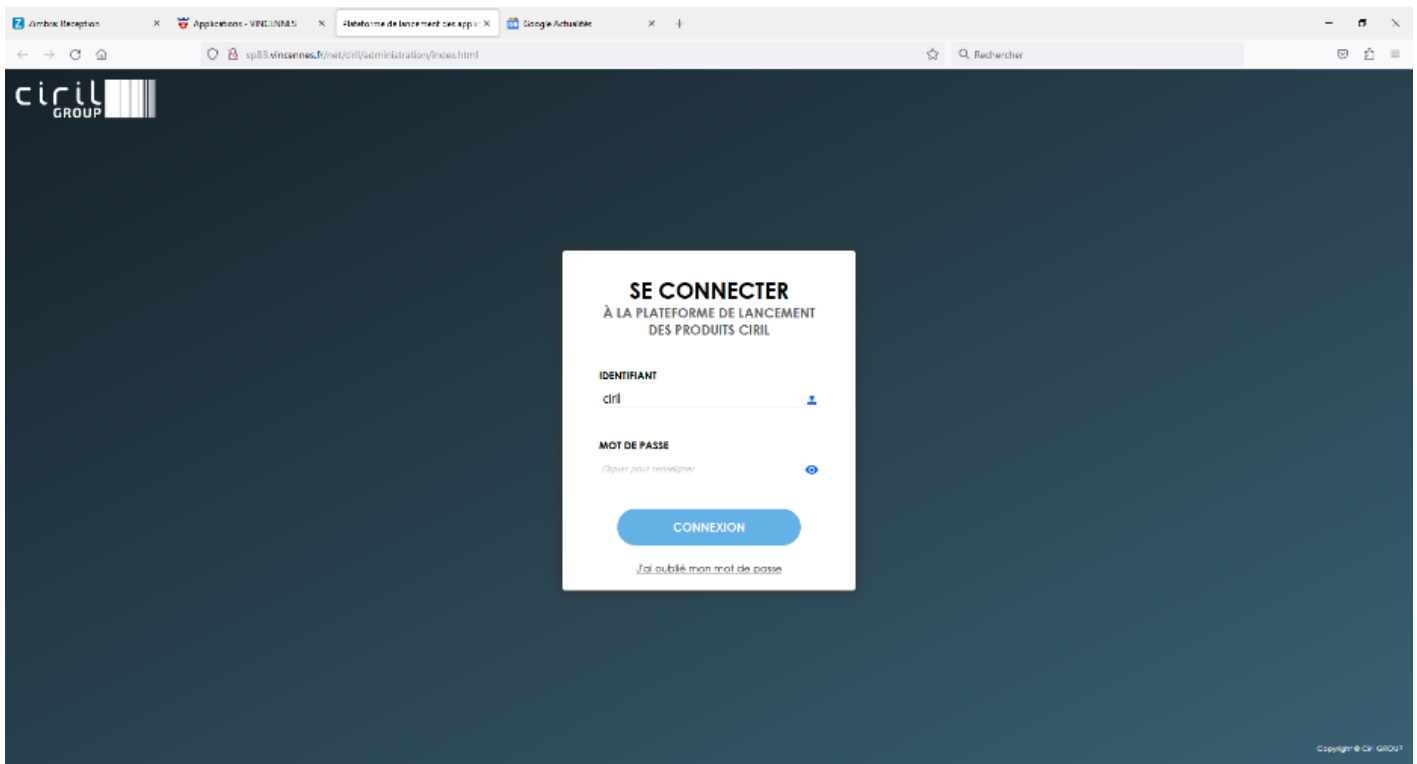 Zimbra: Réception
Applications - VINCENNES
Plateforme de lancement des applic
Google Actualités
sp83.vincennes.fr/net/ciril/administration/index.html
Rechercher
ciril
GROUP
SE CONNECTER
À LA PLATEFORME DE LANCEMENT
DES PRODUITS CIRIL
IDENTIFIANT
ciril
MOT DE PASSE
Cliquer pour renseigner
CONNEXION
J'ai oublié mon mot de passe
Copyright © Ciril GROUP